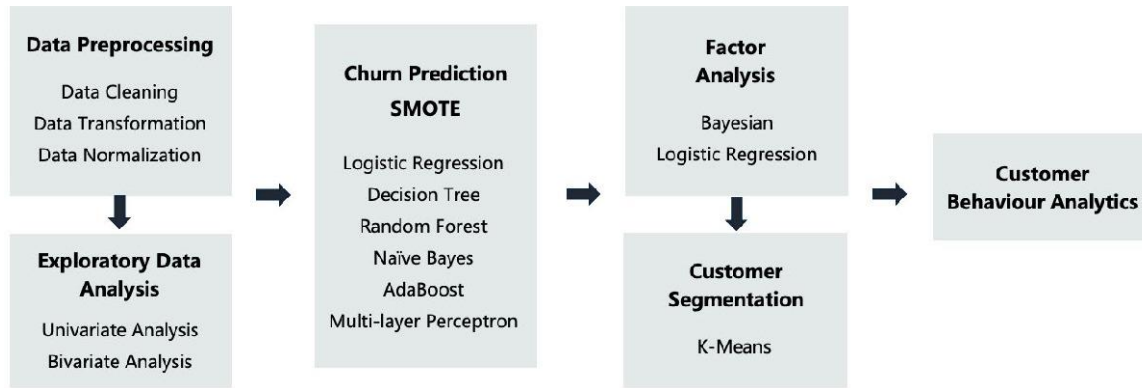 Data Preprocessing
Data Cleaning
Data Transformation
Data Normalization
Exploratory Data
Analysis
Univariate Analysis
Bivariate Analysis
Churn Prediction
SMOTE
Logistic Regression
Decision Tree
Random Forest
Naïve Bayes
AdaBoost
Multi-layer Perceptron
Factor
Analysis
Bayesian
Logistic Regression
Customer
Segmentation
K-Means
Customer
Behaviour Analytics